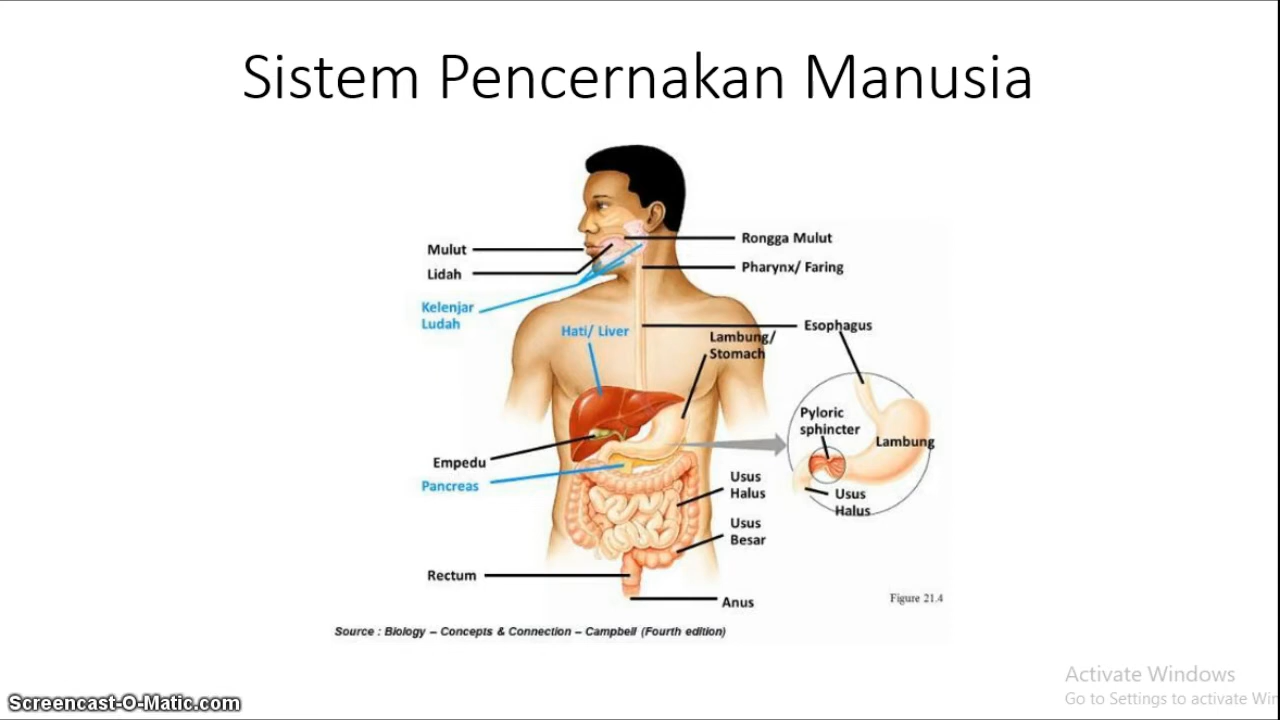 Sistem Pencernakan Manusia
Mulut
Lidah
Kelenjar
Ludah
Hati/ Liver
Rongga Mulut
Pharynx/ Faring
Esophagus
Lambung/
Stomach
Pyloric
sphincter
Lambung
Usus
Halus
Empedu
Pancreas
Usus
Halus
Usus
Besar
Rectum
Anus
Figure 21.4
Source : Biology – Concepts & Connection – Campbell (Fourth edition)
Activate Windows
Go to Settings to activate Win
Screencast-O-Matic.com